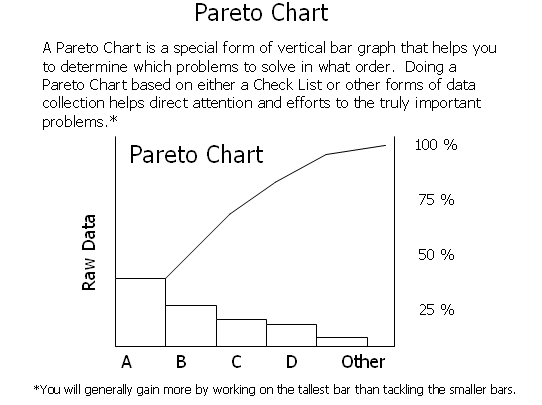 Pareto Chart
A Pareto Chart is a special form of vertical bar graph that helps you
to determine which problems to solve in what order. Doing a
Pareto Chart based on either a Check List or other forms of data
collection helps direct attention and efforts to the truly important
problems.*
Pareto Chart
100 %
75 %
50 %
25 %
Raw Data
A B C D Other
*You will generally gain more by working on the tallest bar than tackling the smaller bars.